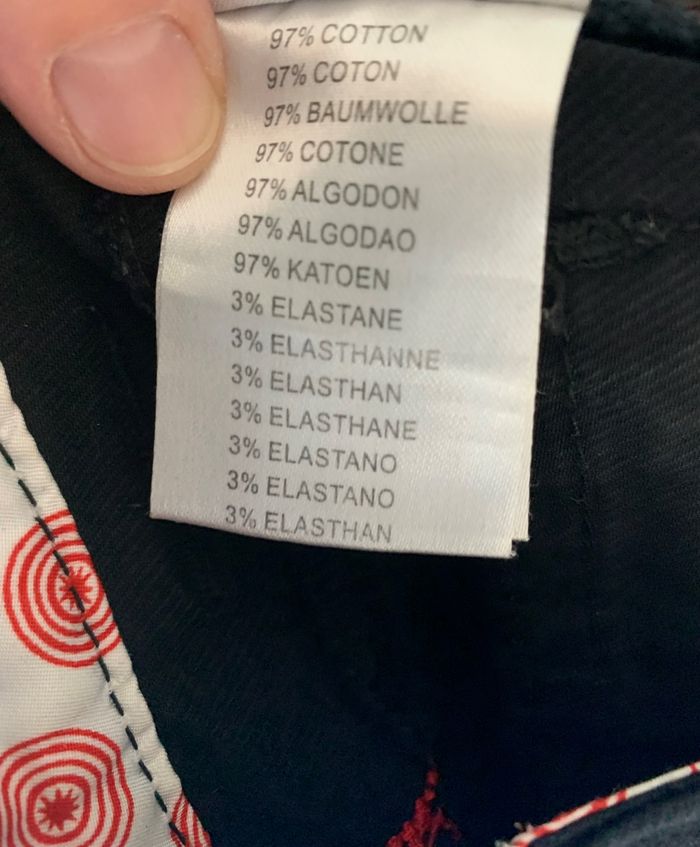 97% COTTON
97% COTON
97% BAUMWOLLE
97% COTONE
97% ALGODON
97% ALGODAO
97% KATOEN
3% ELASTANE
3% ELASTHANNE
3% ELASTHAN
3% ELASTHANE
3% ELASTANO
3% ELASTANO
3% ELASTHAN